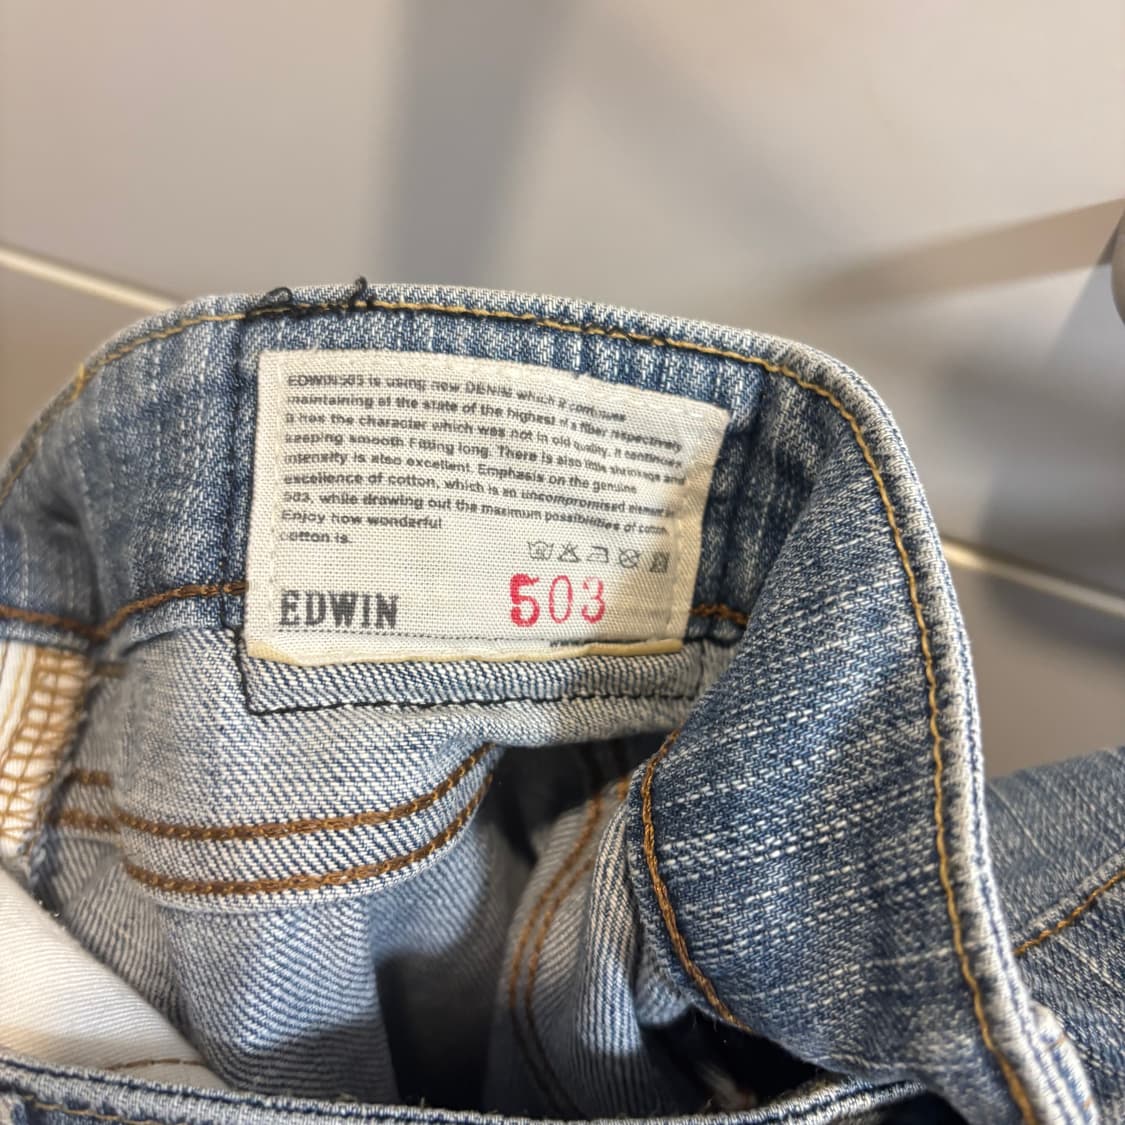 EDWIN503 is using new DENIM which it continues
maintaining at the state of the highest of a fiber respectively
It has the character which was not in old quality. It continues
keeping smooth Fitting long. There is also little shrinkage and
intensity is also excellent. Emphasis on the genuine
excellence of cotton, which is an uncompromised element of
503, while drawing out the maximum possibilities of cotton.
Enjoy how wonderful
cotton is.
EDWIN 503